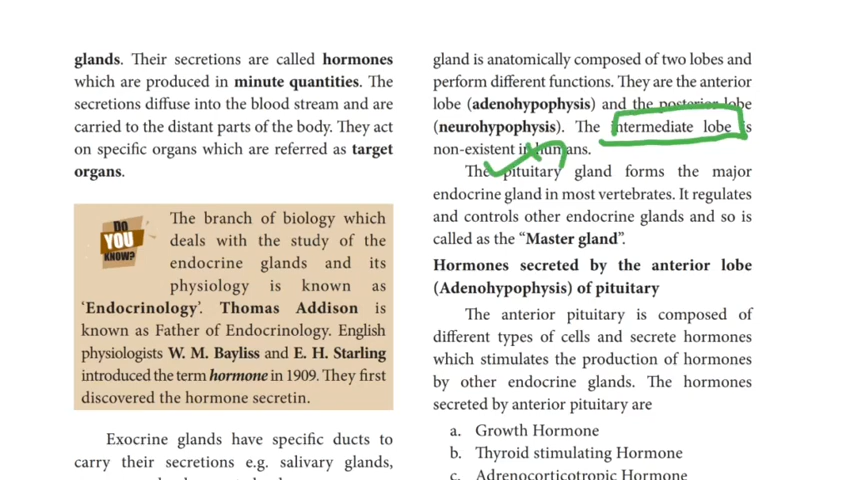 glands. Their secretions are called hormones
which are produced in minute quantities. The
secretions diffuse into the blood stream and are
carried to the distant parts of the body. They act
on specific organs which are referred as target
organs.
DO
YOU
KNOW?
The branch of biology which
deals with the study of the
endocrine glands and its
physiology is known as
‘Endocrinology’. Thomas Addison is
known as Father of Endocrinology. English
physiologists W. M. Bayliss and E. H. Starling
introduced the term hormone in 1909. They first
discovered the hormone secretin.
Exocrine glands have specific ducts to
carry their secretions e.g. salivary glands,
gland is anatomically composed of two lobes and
perform different functions. They are the anterior
lobe (adenohypophysis) and the posterior lobe
(neurohypophysis). The intermediate lobe is
non-existent in humans.
The pituitary gland forms the major
endocrine gland in most vertebrates. It regulates
and controls other endocrine glands and so is
called as the “Master gland”.
Hormones secreted by the anterior lobe
(Adenohypophysis) of pituitary
The anterior pituitary is composed of
different types of cells and secrete hormones
which stimulates the production of hormones
by other endocrine glands. The hormones
secreted by anterior pituitary are
a. Growth Hormone
b. Thyroid stimulating Hormone
c. Adrenocorticotropic Hormone